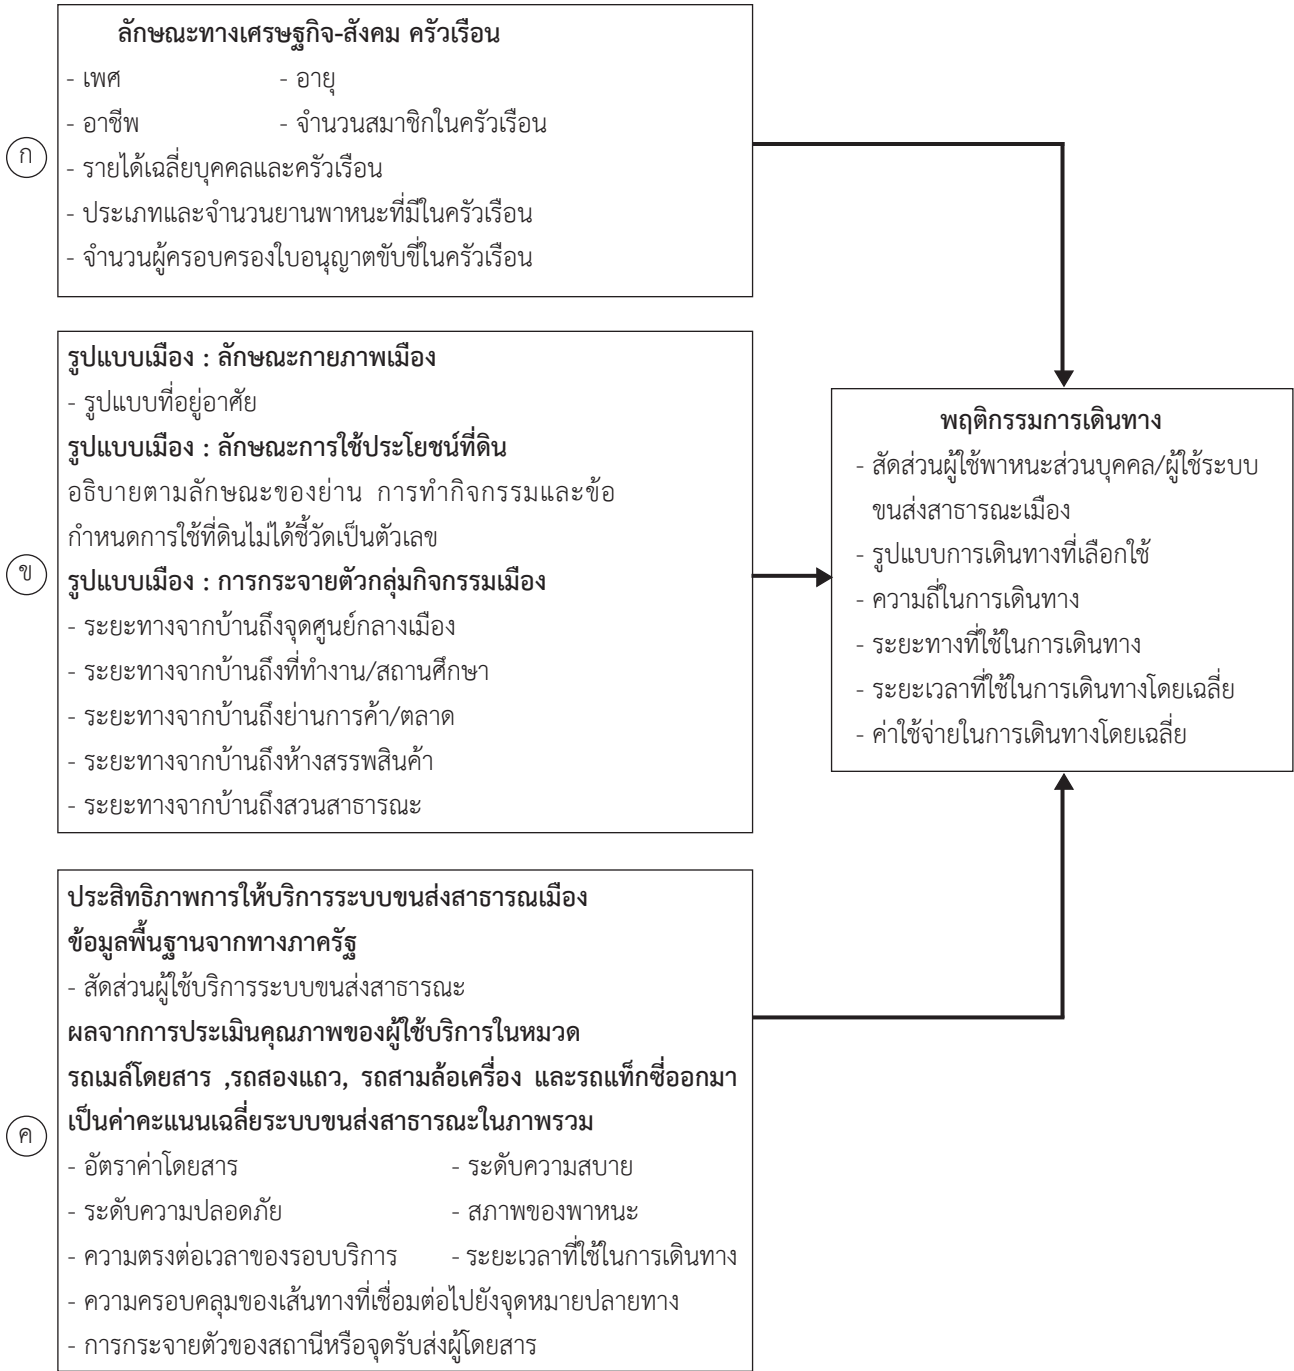 ลักษณะทางเศรษฐกิจ-สังคม ครัวเรือน
- เพศ - อายุ
- อาชีพ - จำนวนสมาชิกในครัวเรือน
ก
- รายได้เฉลี่ยบุคคลและครัวเรือน
- ประเภทและจำนวนยานพาหนะที่มีในครัวเรือน
- จำนวนผู้ครอบครองใบอนุญาตขับขี่ในครัวเรือน
รูปแบบเมือง : ลักษณะกายภาพเมือง
- รูปแบบที่อยู่อาศัย
รูปแบบเมือง : ลักษณะการใช้ประโยชน์ที่ดิน
อธิบายตามลักษณะของย่าน การทำกิจกรรมและข้อ
กำหนดการใช้ที่ดินไม่ได้ชี้วัดเป็นตัวเลข
ข
รูปแบบเมือง : การกระจายตัวกลุ่มกิจกรรมเมือง
- ระยะทางจากบ้านถึงจุดศูนย์กลางเมือง
- ระยะทางจากบ้านถึงที่ทำงาน/สถานศึกษา
- ระยะทางจากบ้านถึงย่านการค้า/ตลาด
- ระยะทางจากบ้านถึงห้างสรรพสินค้า
- ระยะทางจากบ้านถึงสวนสาธารณะ
ประสิทธิภาพการให้บริการระบบขนส่งสาธารณเมือง
ข้อมูลพื้นฐานจากทางภาครัฐ
- สัดส่วนผู้ใช้บริการระบบขนส่งสาธารณะ
ผลจากการประเมินคุณภาพของผู้ใช้บริการในหมวด
รถเมล์โดยสาร ,รถสองแถว, รถสามล้อเครื่อง และรถแท็กซี่ออกมา
เป็นค่าคะแนนเฉลี่ยระบบขนส่งสาธารณะในภาพรวม
ค
- อัตราค่าโดยสาร - ระดับความสบาย
- ระดับความปลอดภัย - สภาพของพาหนะ
- ความตรงต่อเวลาของรอบบริการ - ระยะเวลาที่ใช้ในการเดินทาง
- ความครอบคลุมของเส้นทางที่เชื่อมต่อไปยังจุดหมายปลายทาง
- การกระจายตัวของสถานีหรือจุดรับส่งผู้โดยสาร
พฤติกรรมการเดินทาง
- สัดส่วนผู้ใช้พาหนะส่วนบุคคล/ผู้ใช้ระบบ
ขนส่งสาธารณะเมือง
- รูปแบบการเดินทางที่เลือกใช้
- ความถี่ในการเดินทาง
- ระยะทางที่ใช้ในการเดินทาง
- ระยะเวลาที่ใช้ในการเดินทางโดยเฉลี่ย
- ค่าใช้จ่ายในการเดินทางโดยเฉลี่ย